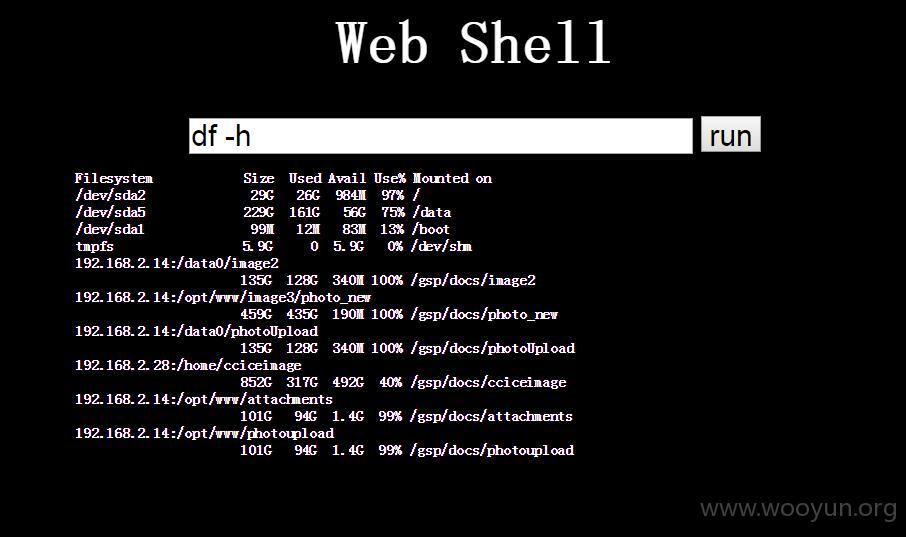 Web Shell
df -h run
Filesystem Size Used Avail Use% Mounted on
/dev/sda2 29G 26G 984M 97% /
/dev/sda5 229G 161G 56G 75% /data
/dev/sda1 99M 12M 83M 13% /boot
tmpfs 5.9G 0 5.9G 0% /dev/shm
192.168.2.14:/data0/image2
135G 128G 340M 100% /gsp/docs/image2
192.168.2.14:/opt/www/image3/photo_new
459G 435G 190M 100% /gsp/docs/photo_new
192.168.2.14:/data0/photoUpload
135G 128G 340M 100% /gsp/docs/photoUpload
192.168.2.28:/home/cciceimage
852G 317G 492G 40% /gsp/docs/cciceimage
192.168.2.14:/opt/www/attachments
101G 94G 1.4G 99% /gsp/docs/attachments
192.168.2.14:/opt/www/photoupload
101G 94G 1.4G 99% /gsp/docs/photoupload
www.wooyun.org